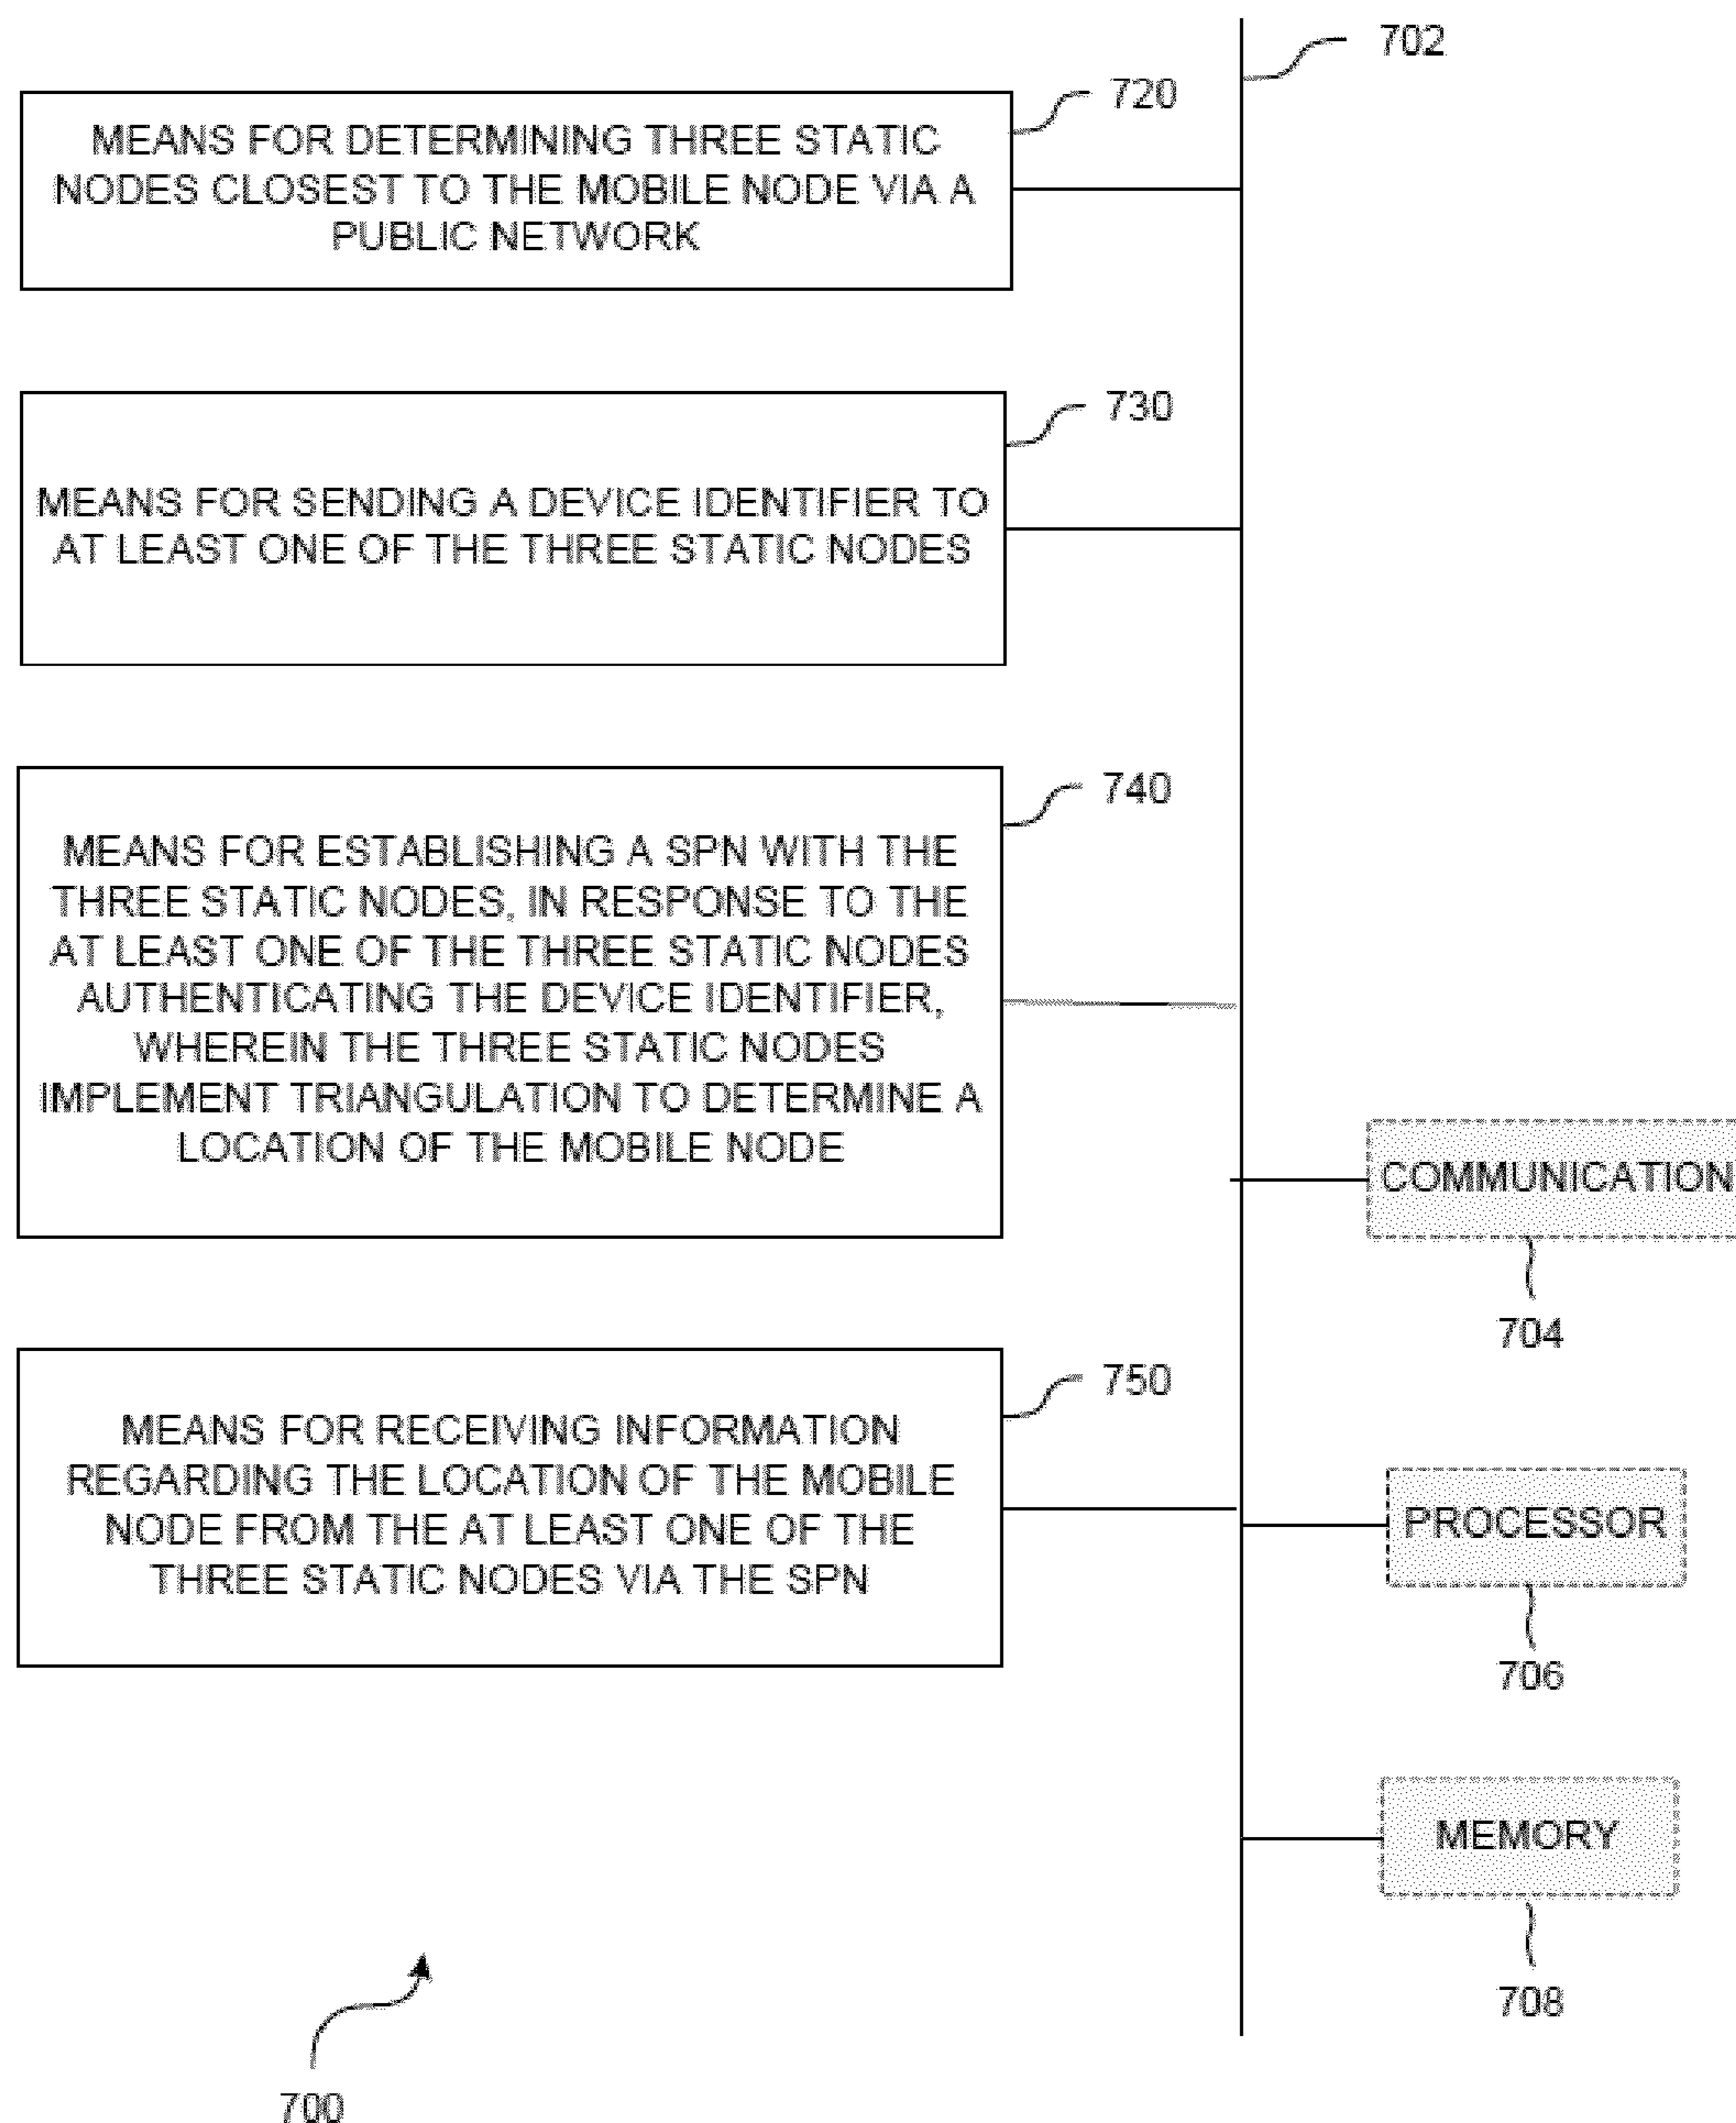 702
720
MEANS FOR DETERMINING THREE STATIC
NODES CLOSEST TO THE MOBILE NODE VIA A
PUBLIC NETWORK
730
MEANS FOR SENDING A DEVICE IDENTIFIER TO
AT LEAST ONE OF THE THREE STATIC NODES
740
MEANS FOR ESTABLISHING A SPN WITH THE
THREE STATIC NODES, IN RESPONSE TO THE
AT LEAST ONE OF THE THREE STATIC NODES
AUTHENTICATING THE DEVICE IDENTIFIER,
WHEREIN THE THREE STATIC NODES
IMPLEMENT TRIANGULATION TO DETERMINE A
LOCATION OF THE MOBILE NODE
COMMUNICATION
704
750
MEANS FOR RECEIVING INFORMATION
REGARDING THE LOCATION OF THE MOBILE
NODE FROM THE AT LEAST ONE OF THE
THREE STATIC NODES VIA THE SPN
PROCESSOR
706
MEMORY
708
700